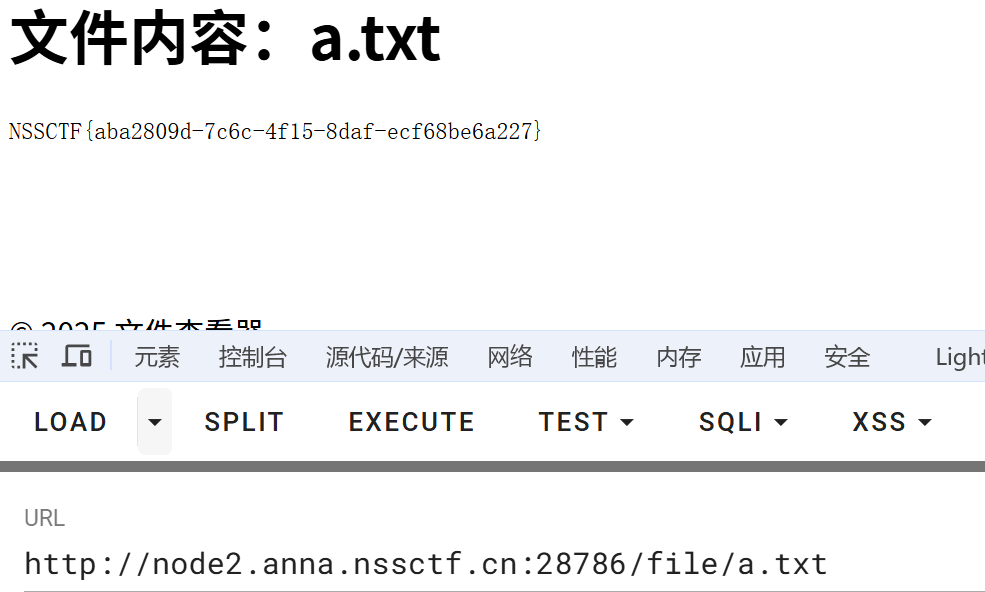 文件内容：a.txt
NSSCTF{aba2809d-7c6c-4f15-8daf-ecf68be6a227}
© 2025 文件查看器
元素 控制台 源代码/来源 网络 性能 内存 应用 安全 Light
LOAD SPLIT EXECUTE TEST SQLI XSS
URL
http://node2.anna.nssctf.cn:28786/file/a.txt